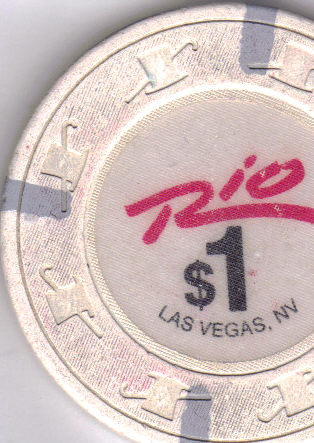 Rio
$1
LAS VEGAS, NV